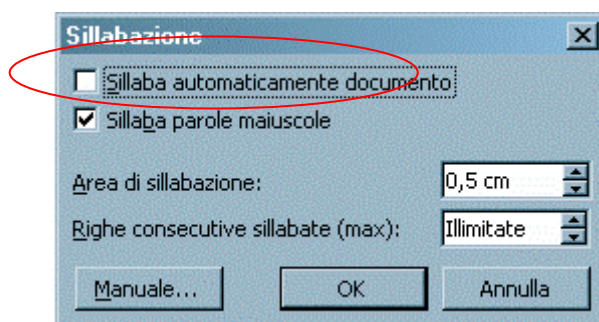 Sillabazione
Sillaba automaticamente documento
Sillaba parole maiuscole
Area di sillabazione: 0,5 cm
Righe consecutive sillabate (max): Illimitate
Manuale... OK Annulla